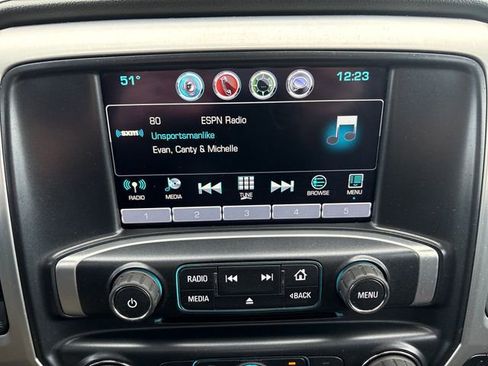 51° 12:23
80 ESPN Radio
((SXM))
Unsportsmanlike
Evan, Canty & Michelle
RADIO MEDIA TUNE BROWSE MENU
1 2 3 4 5
RADIO
MEDIA BACK
MENU